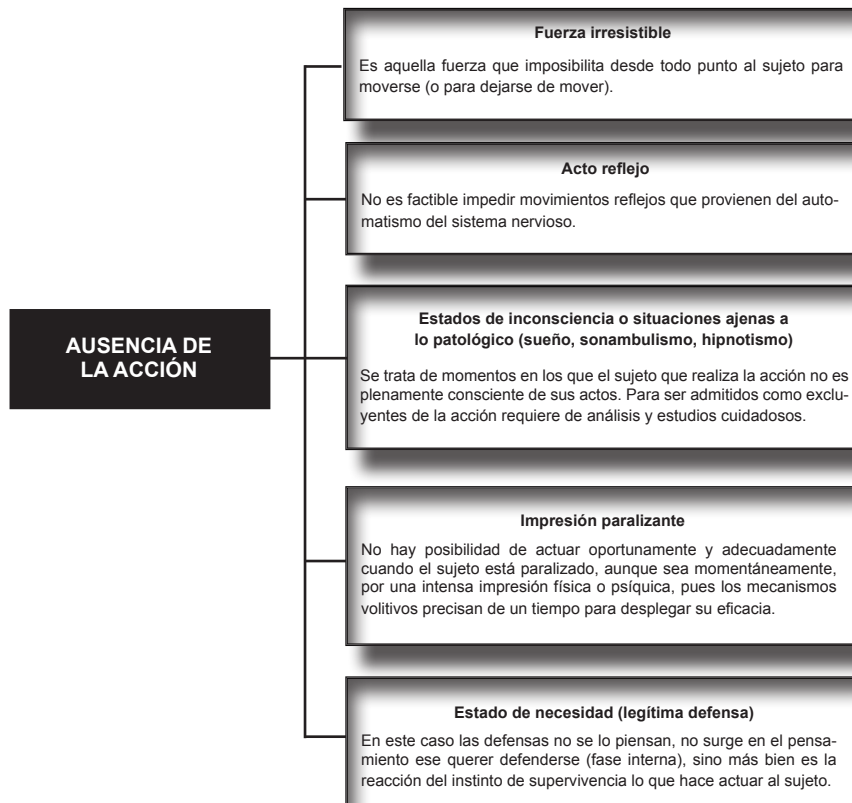 Fuerza irresistible
Es aquella fuerza que imposibilita desde todo punto al sujeto para
moverse (o para dejarse de mover).
Acto reflejo
No es factible impedir movimientos reflejos que provienen del auto-
matismo del sistema nervioso.
AUSENCIA DE
LA ACCIÓN
Estados de inconsciencia o situaciones ajenas a
lo patológico (sueño, sonambulismo, hipnotismo)
Se trata de momentos en los que el sujeto que realiza la acción no es
plenamente consciente de sus actos. Para ser admitidos como exclu-
yentes de la acción requiere de análisis y estudios cuidadosos.
Impresión paralizante
No hay posibilidad de actuar oportunamente y adecuadamente
cuando el sujeto está paralizado, aunque sea momentáneamente,
por una intensa impresión física o psíquica, pues los mecanismos
volitivos precisan de un tiempo para desplegar su eficacia.
Estado de necesidad (legítima defensa)
En este caso las defensas no se lo piensan, no surge en el pensa-
miento ese querer defenderse (fase interna), sino más bien es la
reacción del instinto de supervivencia lo que hace actuar al sujeto.